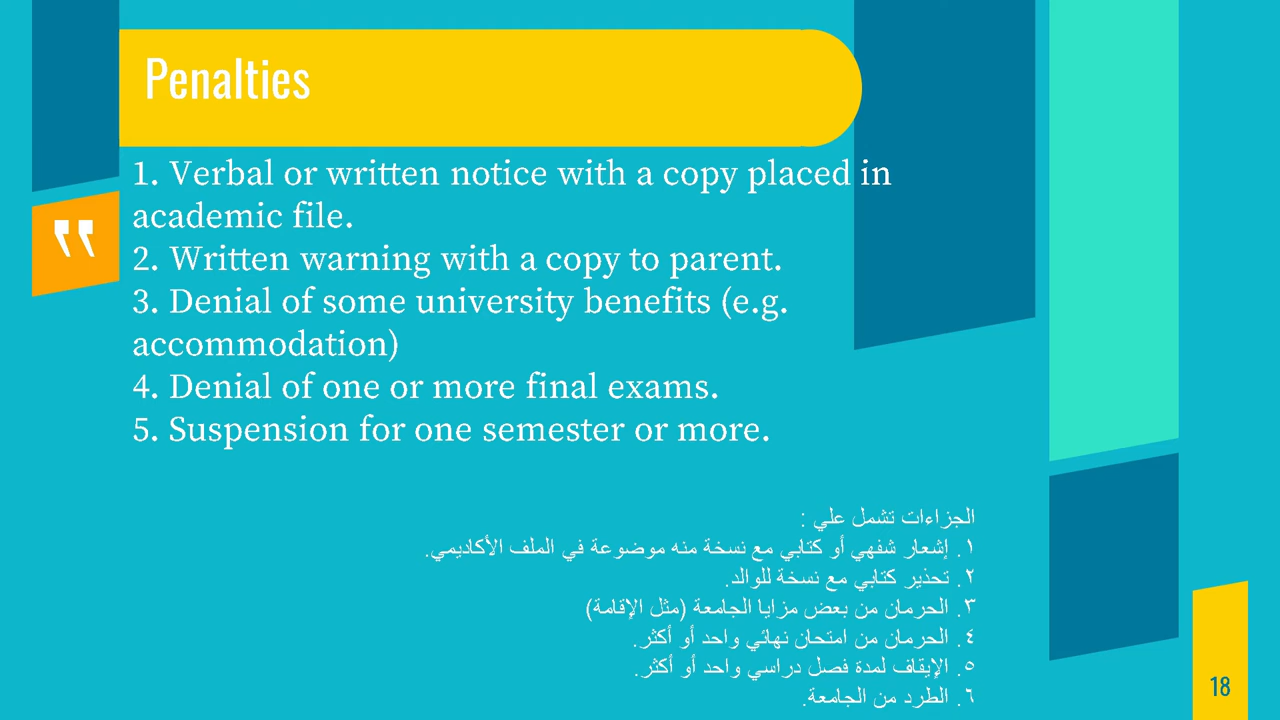 Penalties
1. Verbal or written notice with a copy placed in
academic file.
2. Written warning with a copy to parent.
3. Denial of some university benefits (e.g.
accommodation)
4. Denial of one or more final exams.
5. Suspension for one semester or more.
الجزاءات تشمل علي :
١. إشعار شفهي أو كتابي مع نسخة منه موضوعة في الملف الأكاديمي.
٢. تحذير كتابي مع نسخة للوالد.
٣. الحرمان من بعض مزايا الجامعة (مثل الإقامة)
٤. الحرمان من امتحان نهائي واحد أو أكثر.
٥. الإيقاف لمدة فصل دراسي واحد أو أكثر.
٦. الطرد من الجامعة.
18